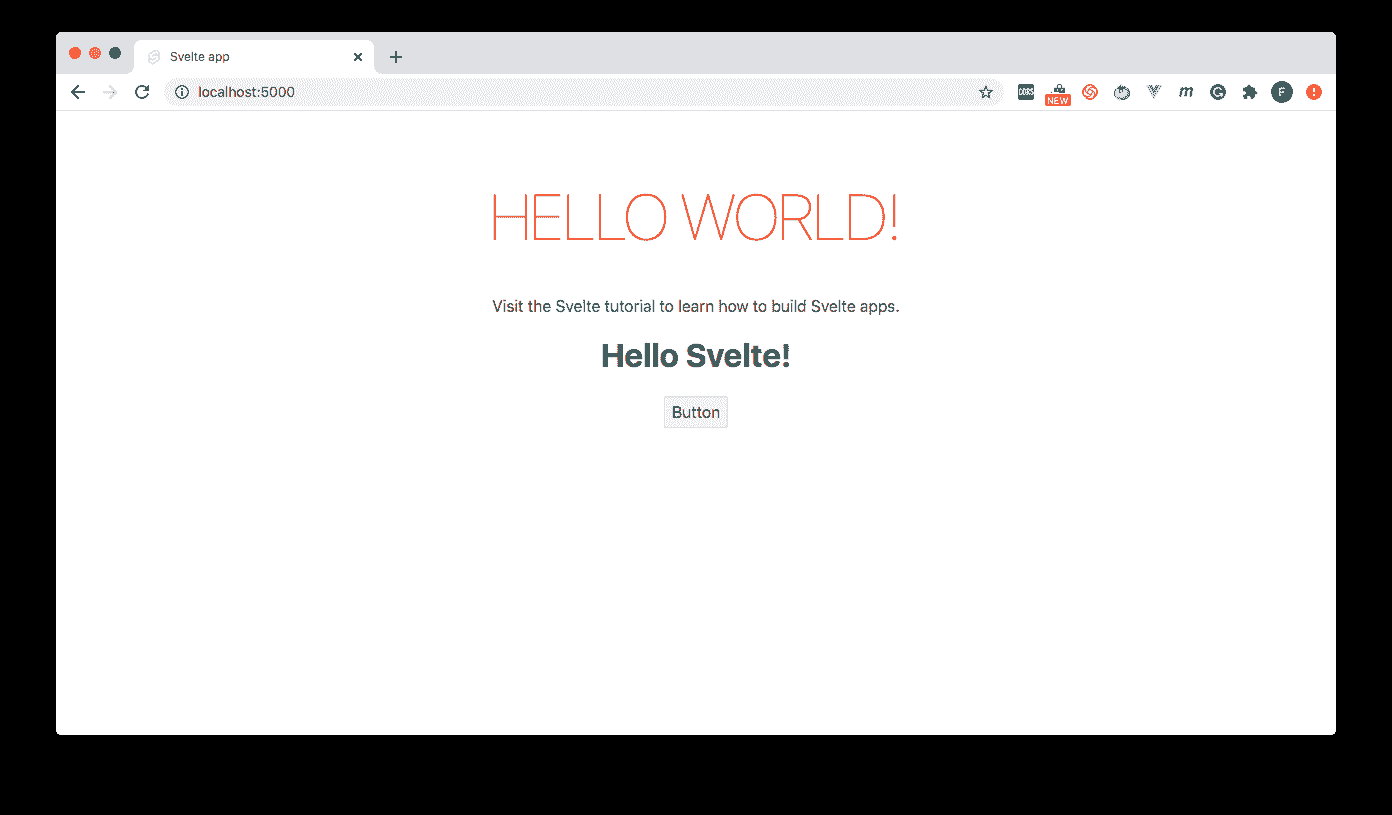 Svelte app
localhost:5000
CORS
NEW
m
F
HELLO WORLD!
Visit the Svelte tutorial to learn how to build Svelte apps.
Hello Svelte!
Button